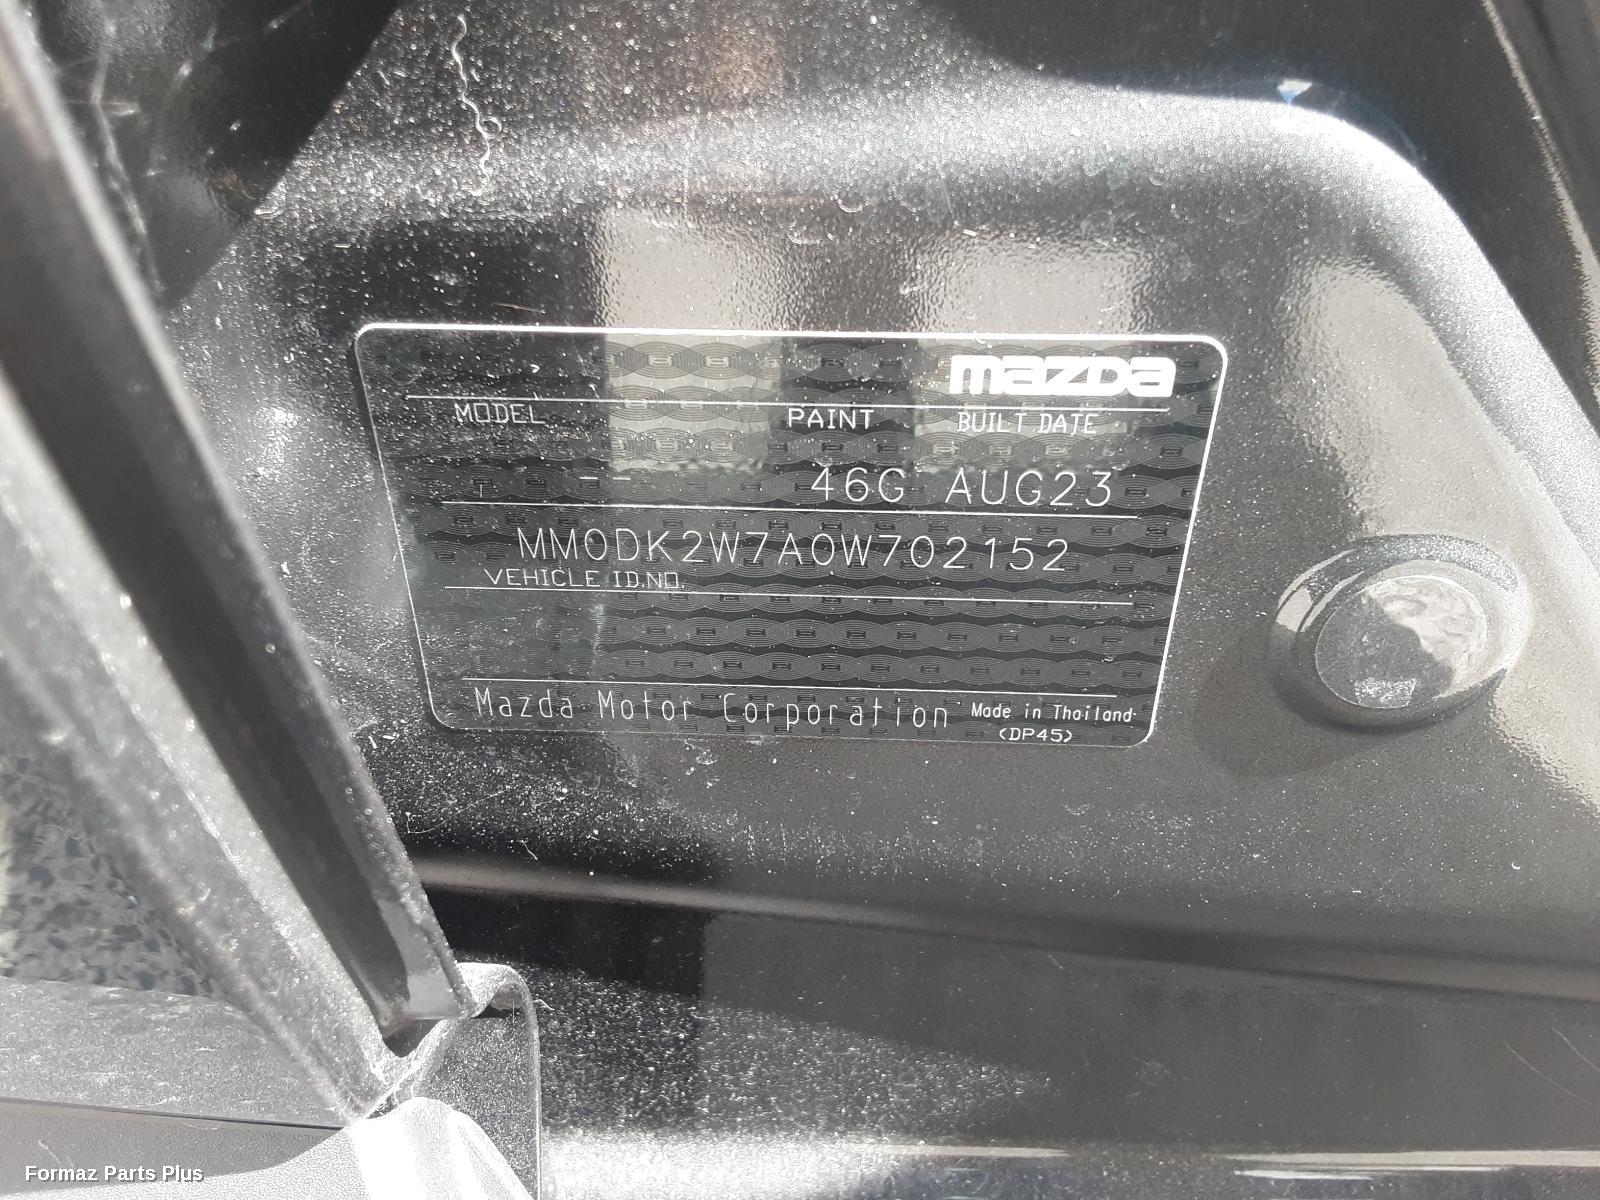 mazda
MODEL PAINT BUILT DATE
46G AUG23
MM0DK2W7A0W702152
VEHICLE ID.NO.
Mazda Motor Corporation Made in Thailand
(DP45)
Formaz Parts Plus